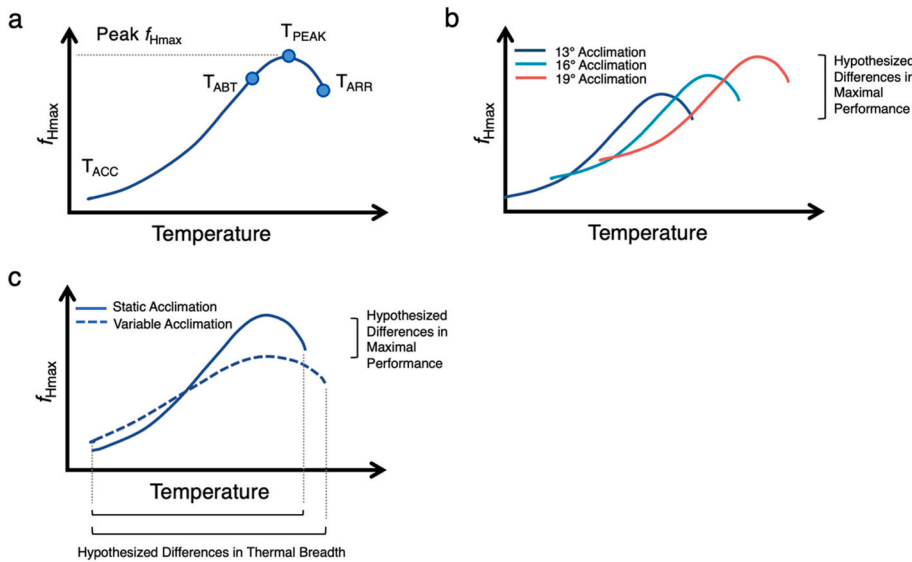 a
Peak fHmax
TPEAK
TABT
TARR
TACC
fHmax
Temperature
b
13° Acclimation
16° Acclimation
19° Acclimation
Hypothesized
Differences in
Maximal
Performance
fHmax
Temperature
c
Static Acclimation
Variable Acclimation
Hypothesized
Differences in
Maximal
Performance
fHmax
Temperature
Hypothesized Differences in Thermal Breadth